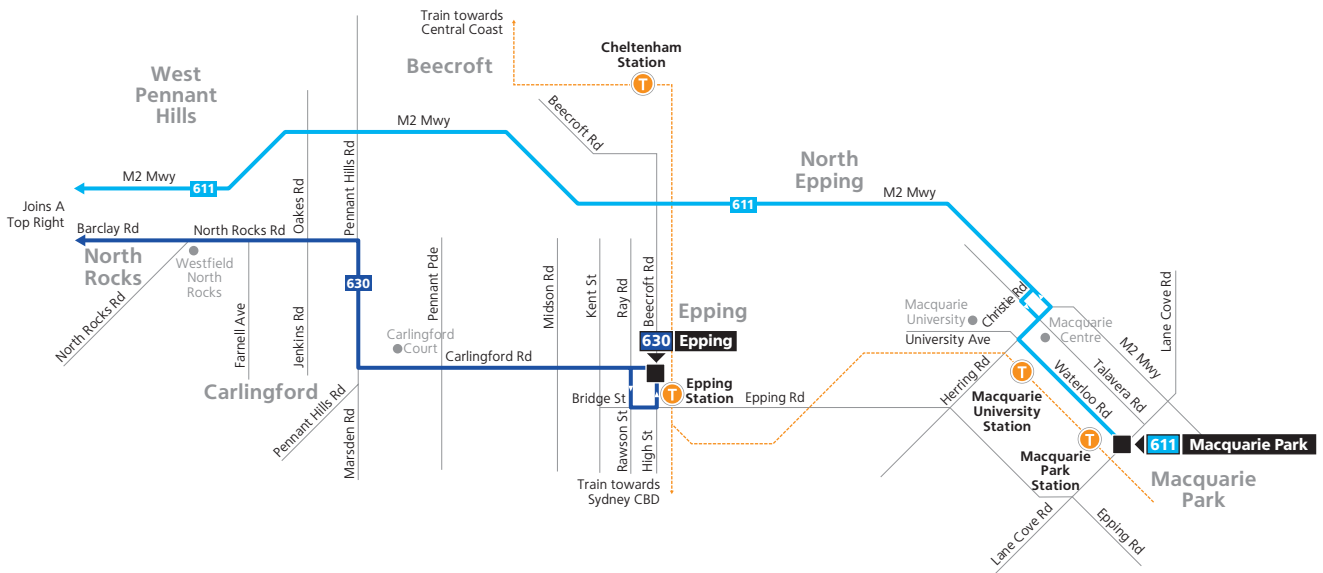 Train towards
Central Coast
Cheltenham
Station
T
Beecroft
West
Pennant
Hills
Beecroft Rd
M2 Mwy
Pennant Hills Rd
North
Epping
M2 Mwy
611
M2 Mwy
611
Oakes Rd
Joins A
Top Right
Barclay Rd
North Rocks Rd
North
Rocks
Westfield
North
Rocks
630
Pennant Pde
Midson Rd
Kent St
Ray Rd
Beecroft Rd
Epping
Christie Rd
Lane Cove Rd
North Rocks Rd
Farnell Ave
Jenkins Rd
Carlingford
Court
Carlingford Rd
630 Epping
Macquarie
University
University Ave
Macquarie
Centre
M2 Mwy
Talavera Rd
Waterloo Rd
Herring Rd
T
Macquarie
University
Station
Carlingford
Pennant Hills Rd
Marsden Rd
Bridge St
T
Epping
Station
Epping Rd
Rawson St
High St
T
Macquarie
Park
Station
611 Macquarie Park
Macquarie
Park
Train towards
Sydney CBD
Lane Cove Rd
Epping Rd